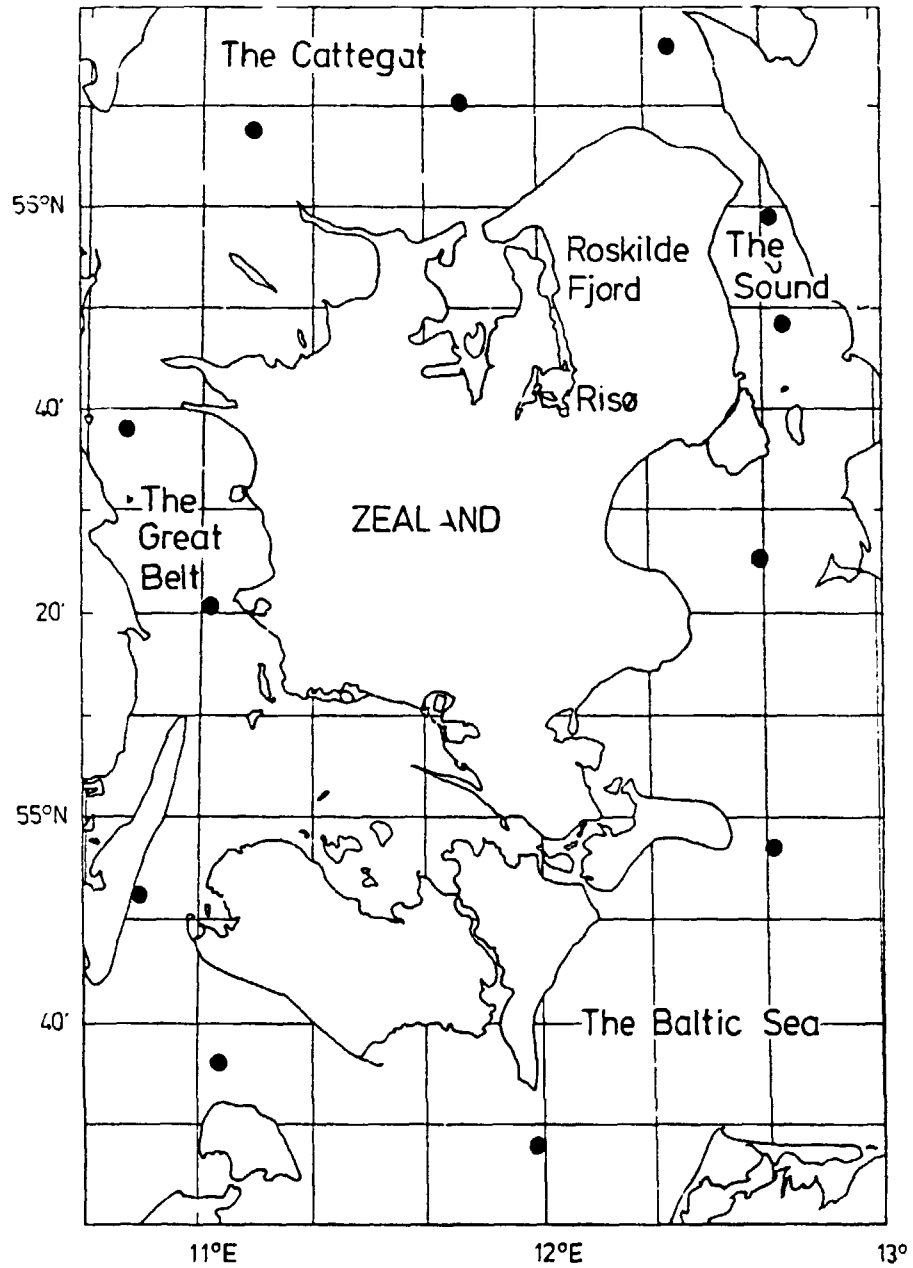 The Cattegat
56°N
Roskilde
Fjord
The
Sound
40'
Risø
The
Great
Belt
ZEALAND
20'
55°N
40'
The Baltic Sea
11°E
12°E
13°